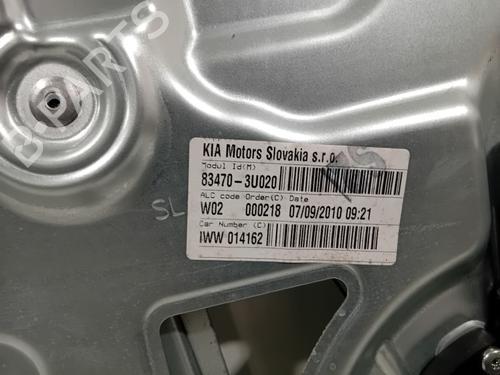 KIA Motors Slovakia s.r.o.
Modul Id(M)
83470-3U020
ALC code Order(C) Date
W02 000218 07/09/2010 09:21
Car Number (C)
IWW 014162
SL
B-PARTS